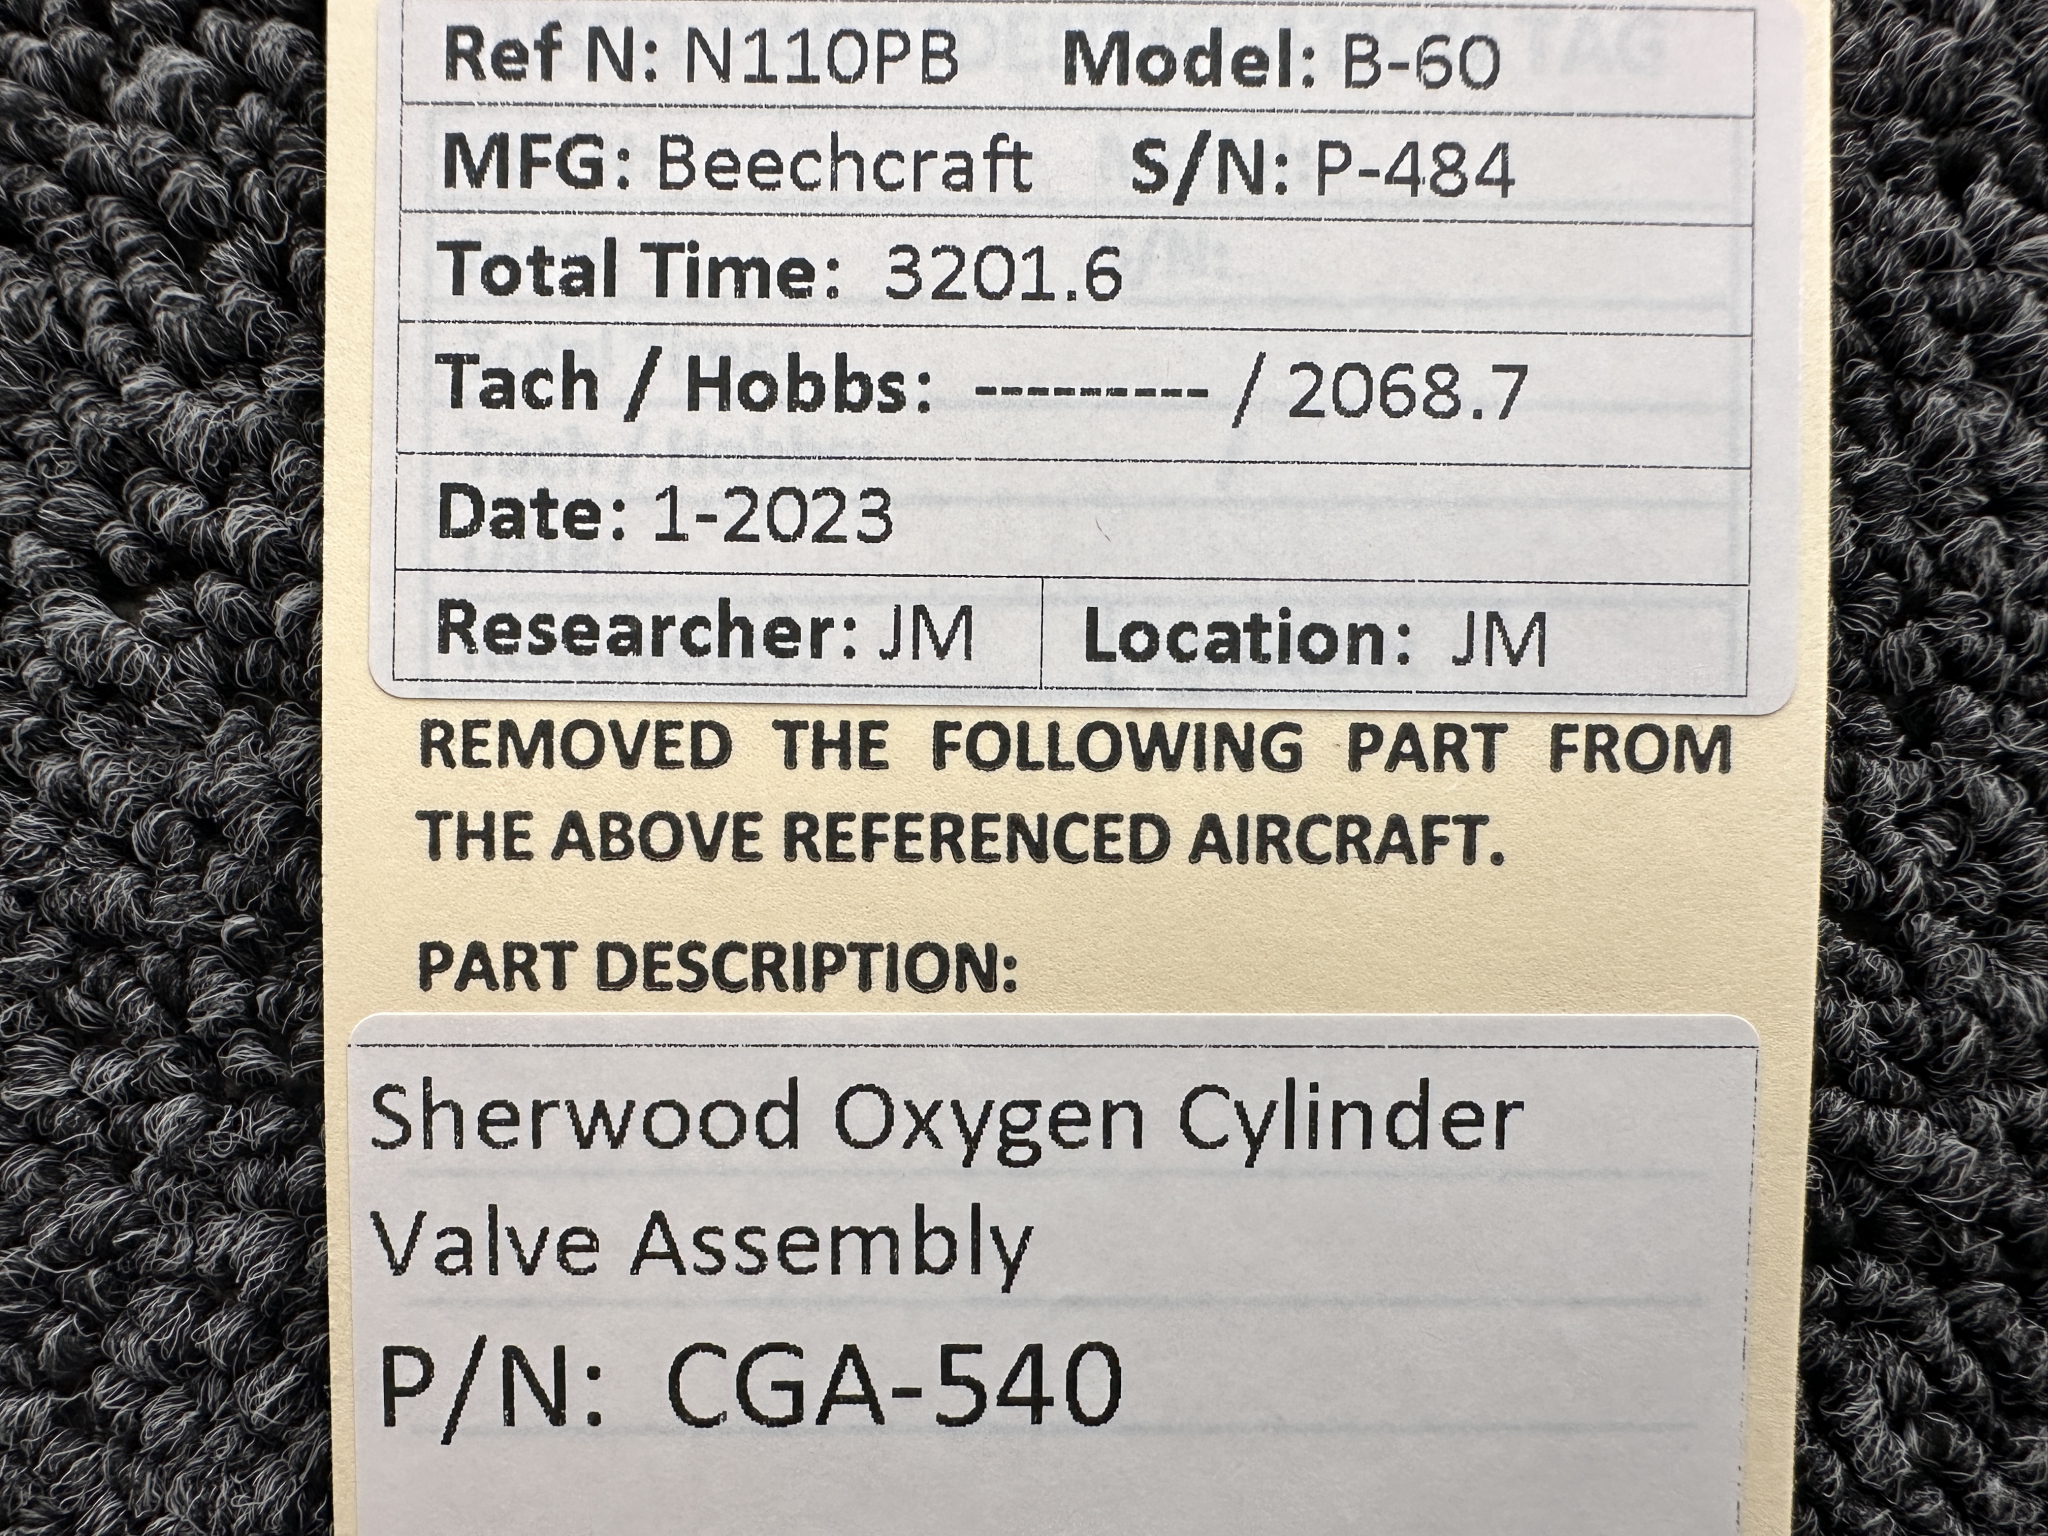 Ref N: N110PB Model: B-60
MFG: Beechcraft S/N: P-484
Total Time: 3201.6
Tach / Hobbs: --------- / 2068.7
Date: 1-2023
Researcher: JM Location: JM
REMOVED THE FOLLOWING PART FROM
THE ABOVE REFERENCED AIRCRAFT.
PART DESCRIPTION:
Sherwood Oxygen Cylinder
Valve Assembly
P/N: CGA-540